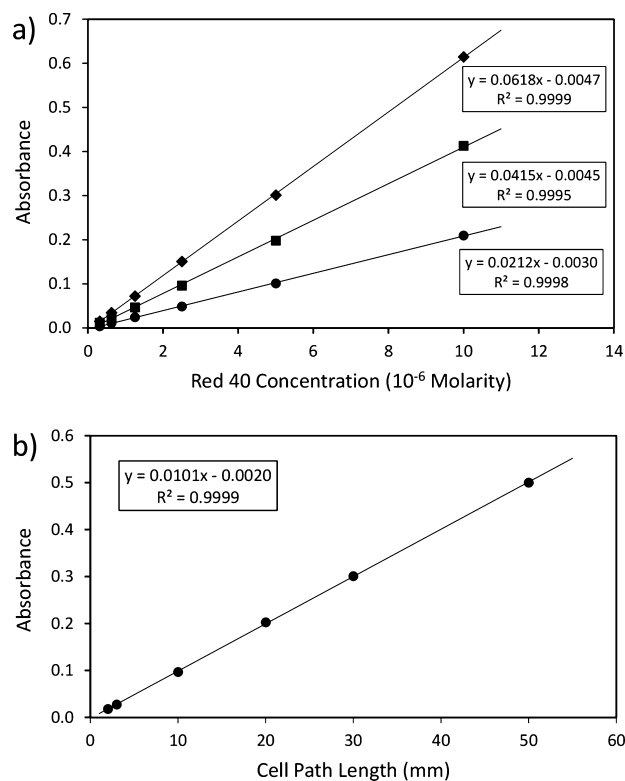 a)
0.7
0.6
0.5
0.4
0.3
0.2
0.1
0.0
Absorbance
y = 0.0618x - 0.0047
R² = 0.9999
y = 0.0415x - 0.0045
R² = 0.9995
y = 0.0212x - 0.0030
R² = 0.9998
0 2 4 6 8 10 12 14
Red 40 Concentration (10⁻⁶ Molarity)
b)
0.6
0.5
0.4
0.3
0.2
0.1
0.0
Absorbance
y = 0.0101x - 0.0020
R² = 0.9999
0 10 20 30 40 50 60
Cell Path Length (mm)